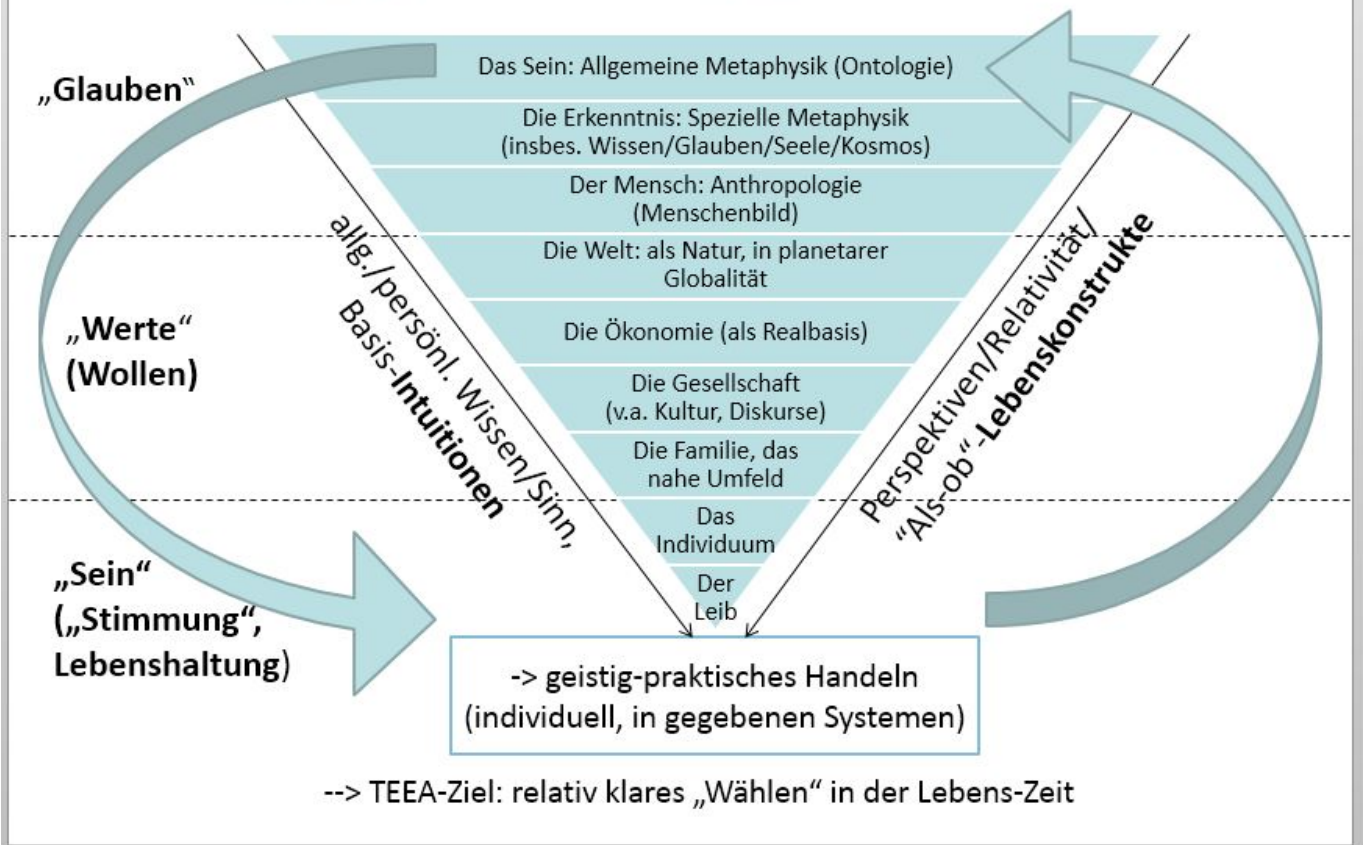 „Glauben“
Das Sein: Allgemeine Metaphysik (Ontologie)
Die Erkenntnis: Spezielle Metaphysik
(insbes. Wissen/Glauben/Seele/Kosmos)
Der Mensch: Anthropologie
(Menschenbild)
„Werte“
(Wollen)
allg./persönl. Wissen/Sinn,
Basis-Intuitionen
Die Welt: als Natur, in planetarer
Globalität
Die Ökonomie (als Realbasis)
Die Gesellschaft
(v.a. Kultur, Diskurse)
Die Familie, das
nahe Umfeld
Perspektiven/Relativität/
“Als-ob“-Lebenskonstrukte
„Sein“
(„Stimmung“,
Lebenshaltung)
Das
Individuum
Der
Leib
-> geistig-praktisches Handeln
(individuell, in gegebenen Systemen)
--> TEEA-Ziel: relativ klares „Wählen“ in der Lebens-Zeit